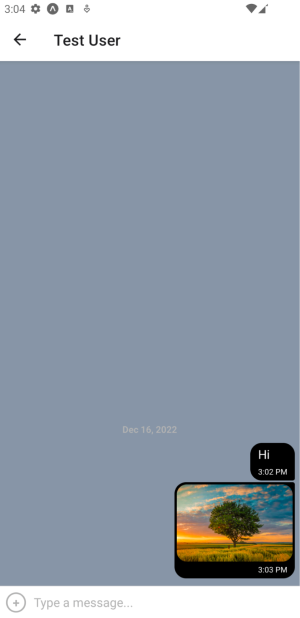 3:04
Test User
Dec 16, 2022
Hi
3:02 PM
3:03 PM
Type a message...